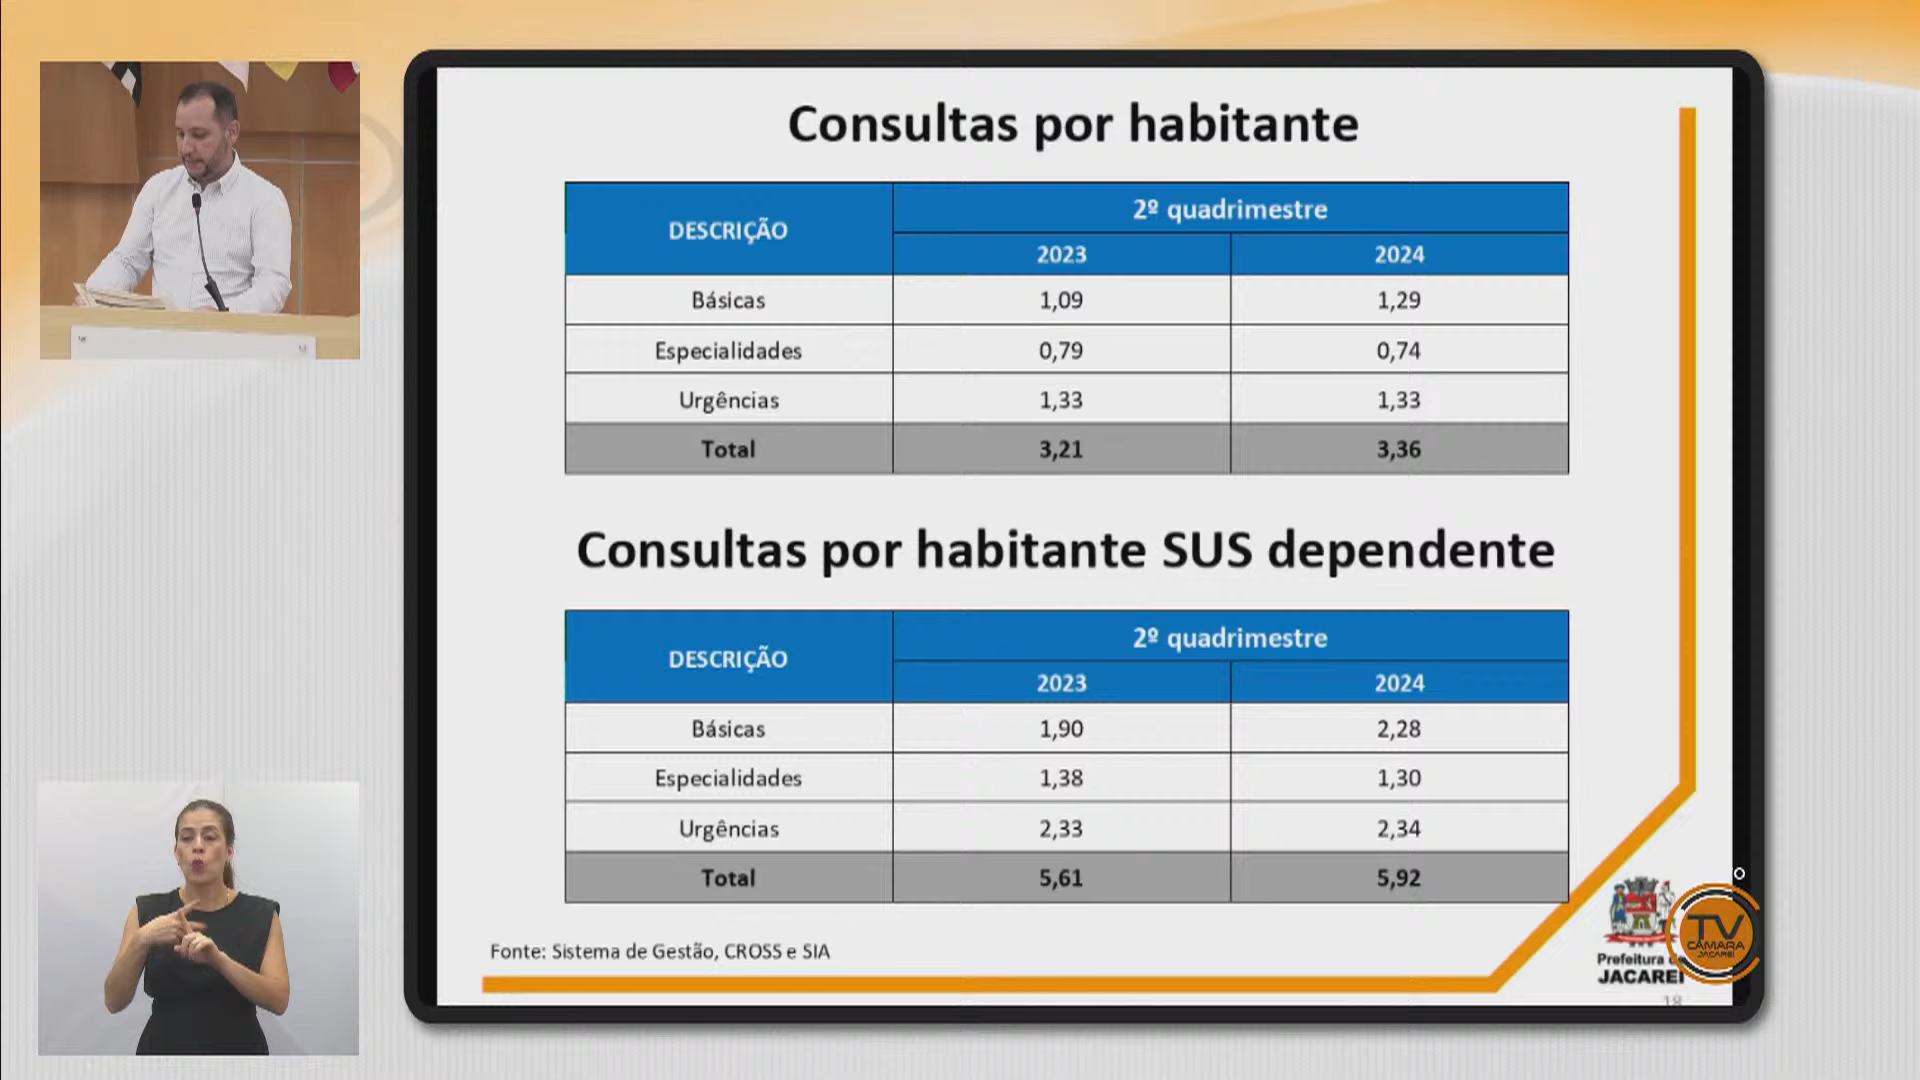 Consultas por habitante
DESCRIÇÃO
2º quadrimestre
2023 2024
Básicas 1,09 1,29
Especialidades 0,79 0,74
Urgências 1,33 1,33
Total 3,21 3,36
Consultas por habitante SUS dependente
DESCRIÇÃO
2º quadrimestre
2023 2024
Básicas 1,90 2,28
Especialidades 1,38 1,30
Urgências 2,33 2,34
Total 5,61 5,92
Fonte: Sistema de Gestão, CROSS e SIA
Prefeitura
JACAREÍ
TV
CÂMARA
JACAREÍ
18